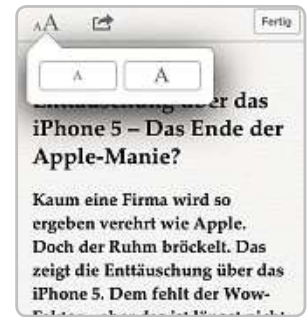 AA Fertig
A A
Enttäuschung über das
iPhone 5 – Das Ende der
Apple-Manie?
Kaum eine Firma wird so
ergeben verehrt wie Apple.
Doch der Ruhm bröckelt. Das
zeigt die Enttäuschung über das
iPhone 5. Dem fehlt der Wow-